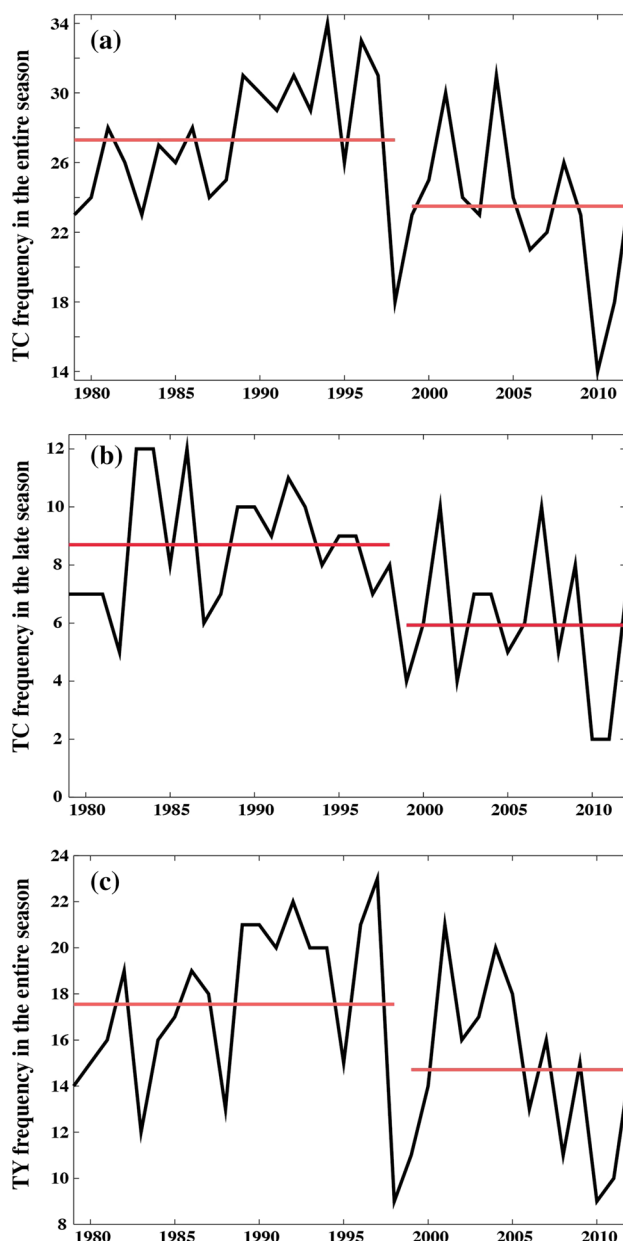 (a)
TC frequency in the entire season
34
30
26
22
18
14
1980 1985 1990 1995 2000 2005 2010
(b)
TC frequency in the late season
12
10
8
6
4
2
0
1980 1985 1990 1995 2000 2005 2010
(c)
TY frequency in the entire season
24
22
20
18
16
14
12
10
8
1980 1985 1990 1995 2000 2005 2010